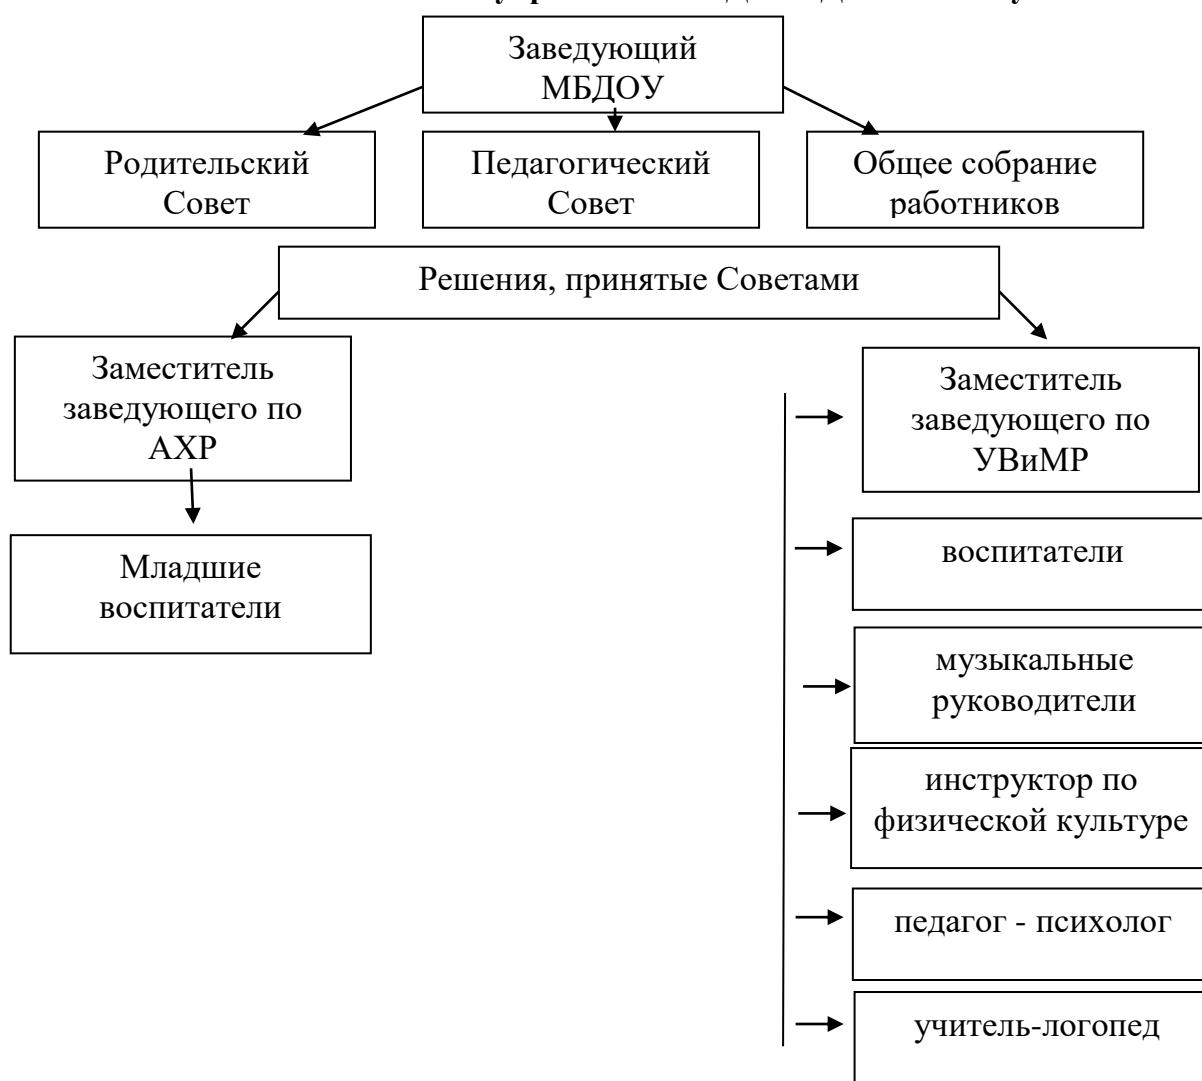 Заведующий
МБДОУ
Родительский
Совет
Педагогический
Совет
Общее собрание
работников
Решения, принятые Советами
Заместитель
заведующего по
АХР
Заместитель
заведующего по
УВиМР
Младшие
воспитатели
воспитатели
музыкальные
руководители
инструктор по
физической культуре
педагог - психолог
учитель-логопед